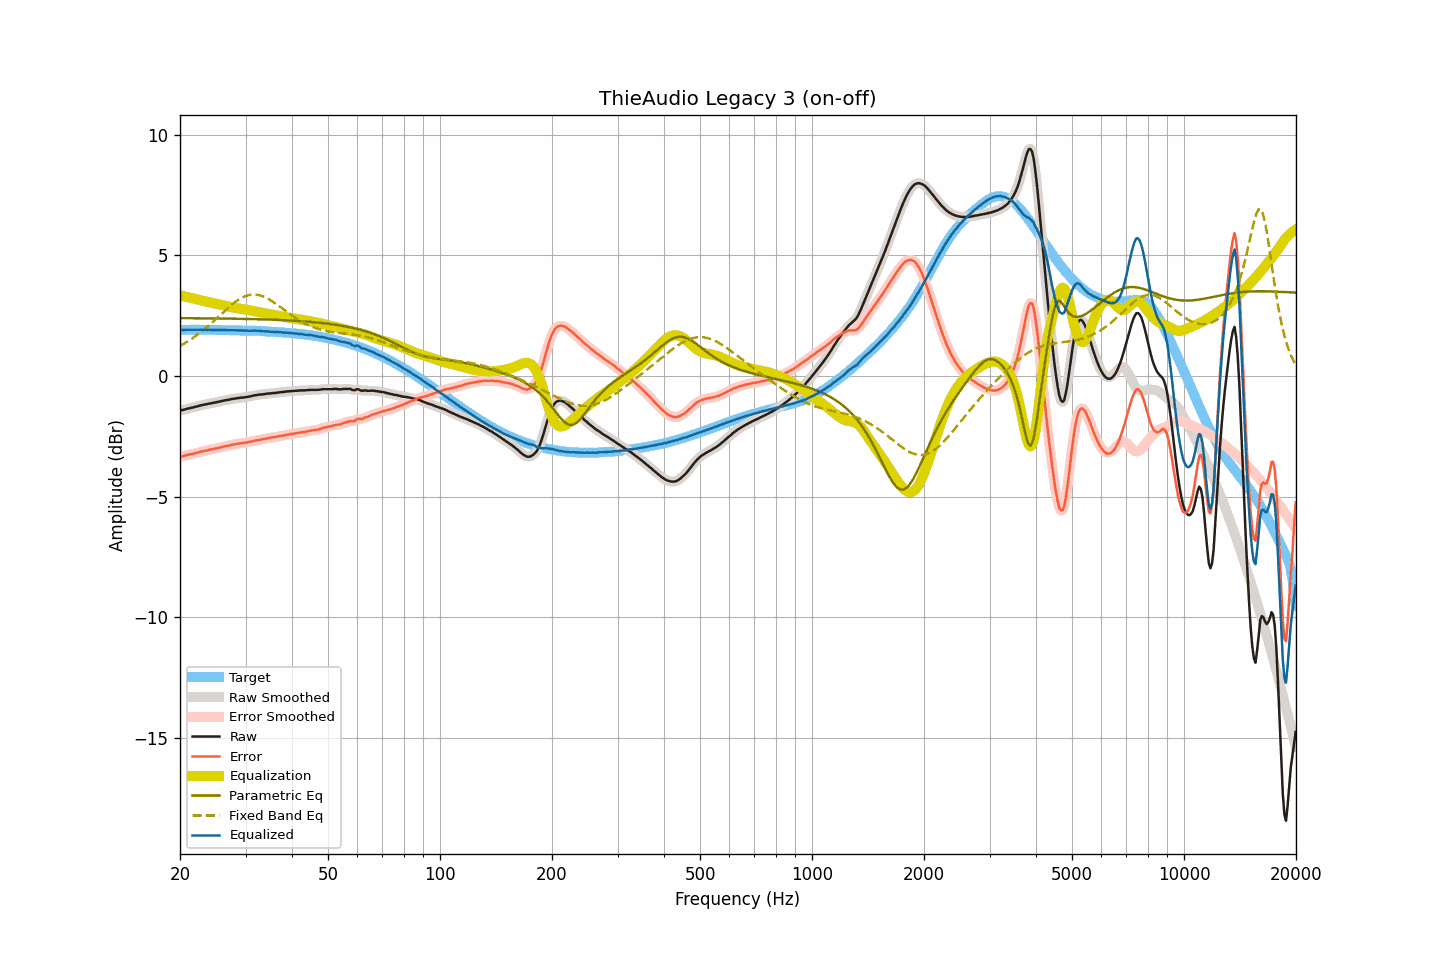 ThieAudio Legacy 3 (on-off)
10
5
0
−5
−10
−15
Amplitude (dBr)
Target
Raw Smoothed
Error Smoothed
Raw
Error
Equalization
Parametric Eq
Fixed Band Eq
Equalized
20 50 100 200 500 1000 2000 5000 10000 20000
Frequency (Hz)